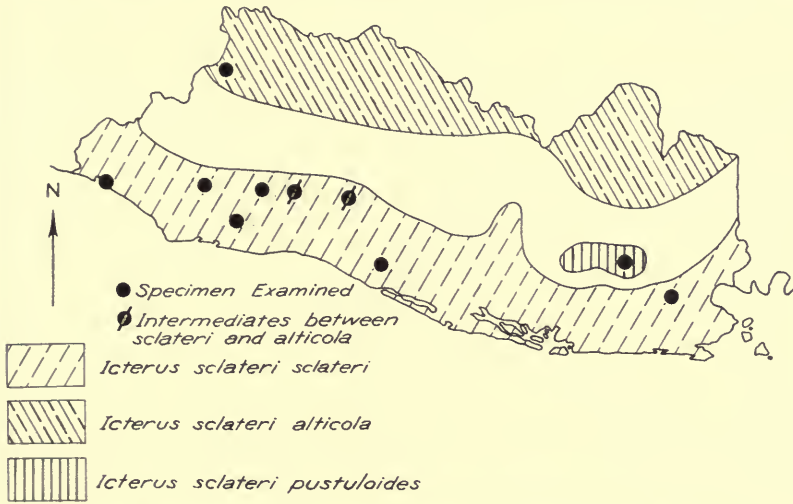 N
Specimen Examined
Intermediates between
sclateri and alticola
Icterus sclateri sclateri
Icterus sclateri alticola
Icterus sclateri pustuloides